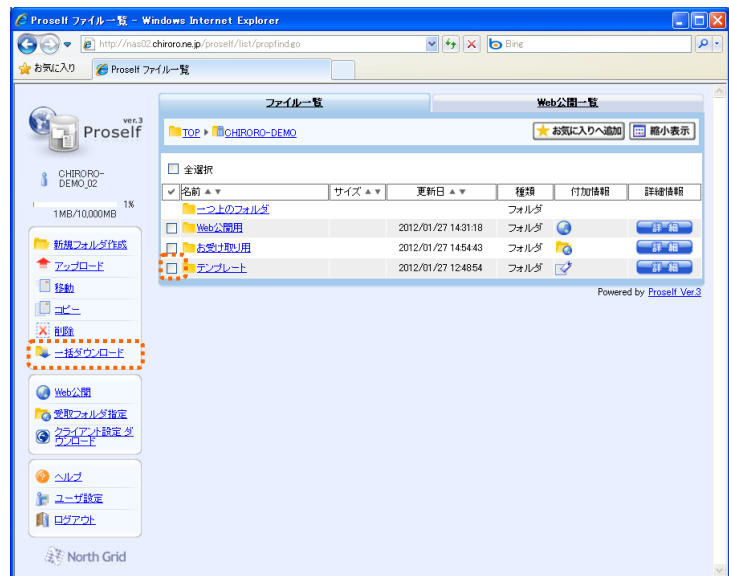 Proself ファイル一覧 - Windows Internet Explorer
http://nas02.chiroro.ne.jp/proself/list/propfind.go
Bing
お気に入り
Proself ファイル一覧
ver.3
Proself
CHIRORO-
DEMO_02
1%
1MB/10,000MB
新規フォルダ作成
アップロード
移動
コピー
削除
一括ダウンロード
Web公開
受取フォルダ指定
クライアント設定 ダ
ウンロード
ヘルプ
ユーザ設定
ログアウト
North Grid
ファイル一覧 Web公開一覧
TOP CHIRORO-DEMO お気に入りへ追加 縮小表示
全選択
✓ 名前 ▲▼ サイズ ▲▼ 更新日 ▲▼ 種類 付加情報 詳細情報
一つ上のフォルダ フォルダ
Web公開用 2012/01/27 14:31:18 フォルダ 詳 細
お受け取り用 2012/01/27 14:54:43 フォルダ 詳 細
テンプレート 2012/01/27 12:48:54 フォルダ 詳 細
Powered by Proself Ver.3